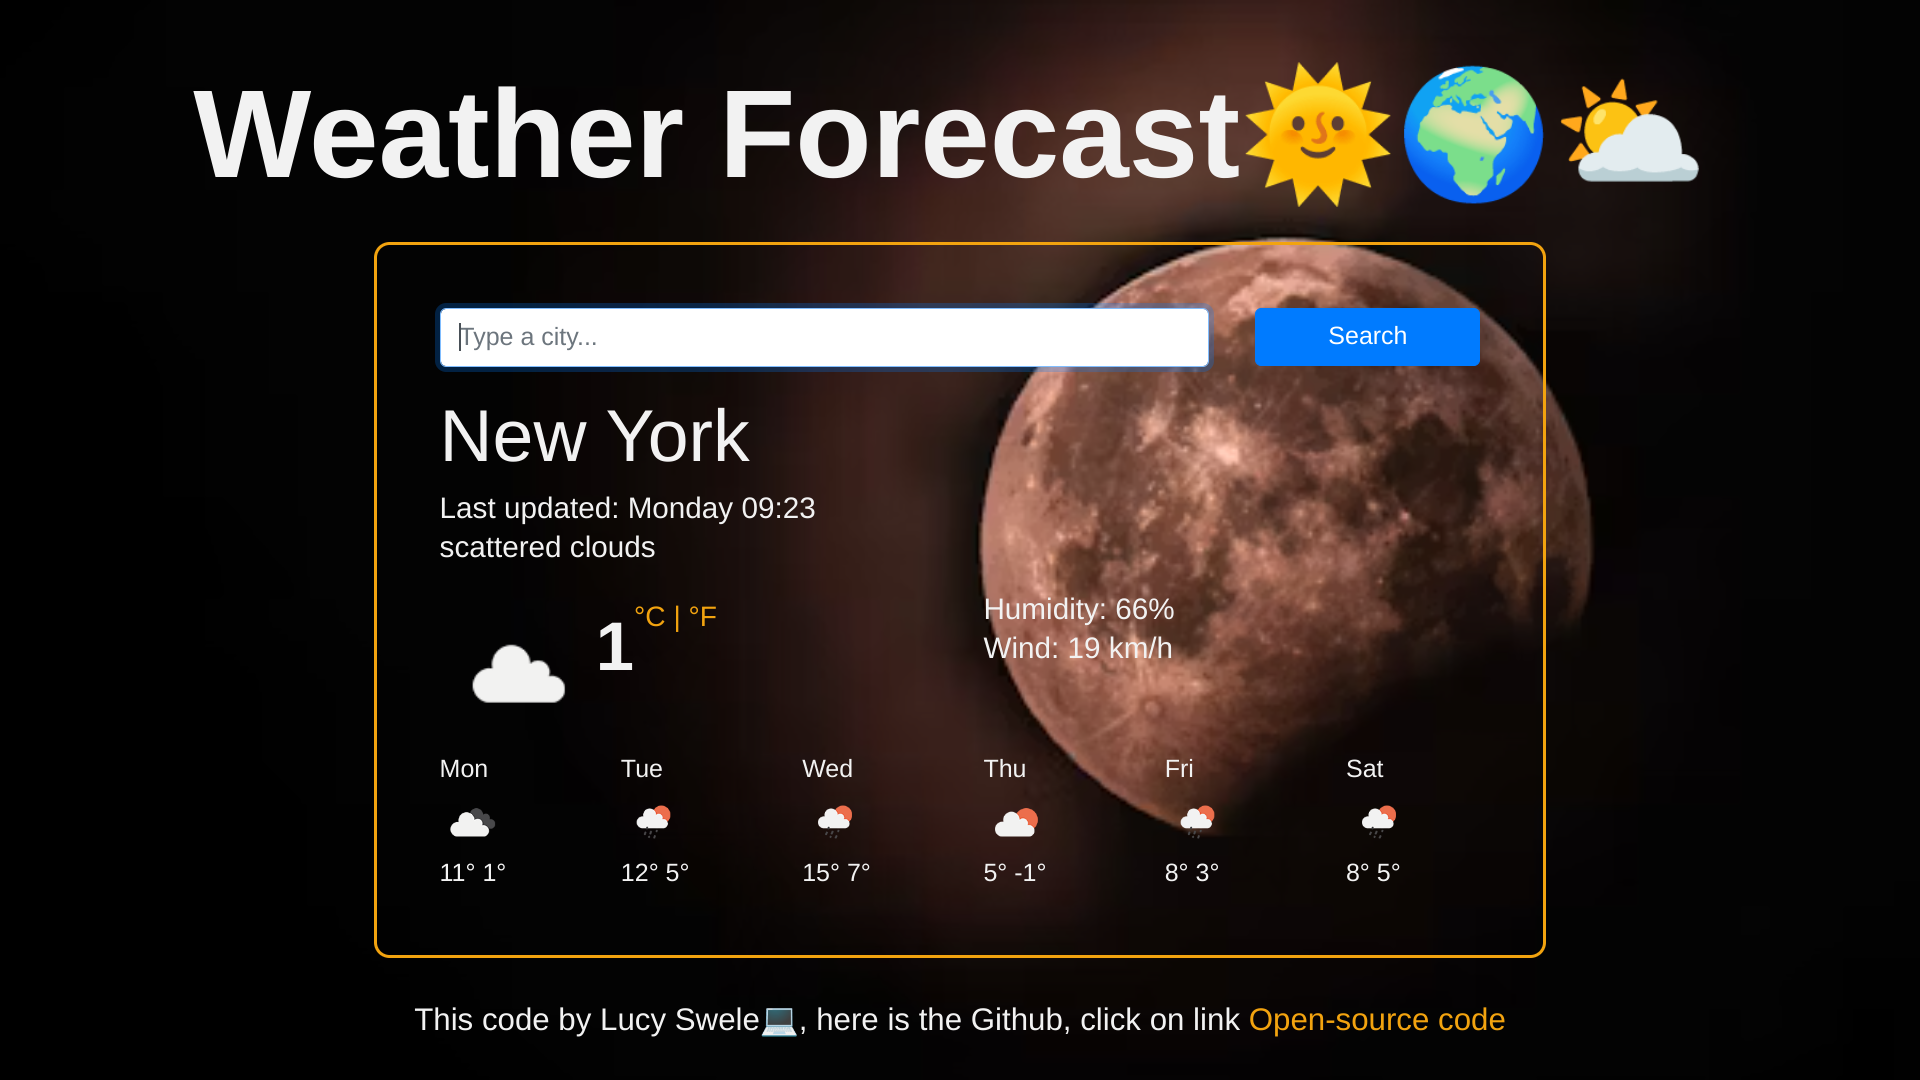 Weather Forecast🌞🌍⛅
Type a city...
Search
New York
Last updated: Monday 09:23
scattered clouds
1 °C | °F
Humidity: 66%
Wind: 19 km/h
Mon Tue Wed Thu Fri Sat
11° 1° 12° 5° 15° 7° 5° -1° 8° 3° 8° 5°
This code by Lucy Swele💻, here is the Github, click on link Open-source code